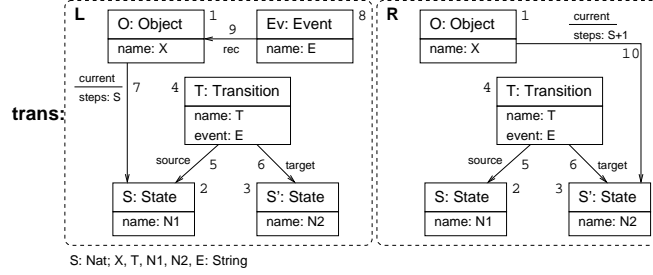 L
O: Object
1
name: X
9
rec
Ev: Event
8
name: E
current
steps: S
7
4
T: Transition
name: T
event: E
source
5
6
target
S: State
2
name: N1
3
S': State
name: N2
trans:
R
O: Object
1
name: X
current
steps: S+1
10
4
T: Transition
name: T
event: E
source
5
6
target
S: State
2
name: N1
3
S': State
name: N2
S: Nat; X, T, N1, N2, E: String